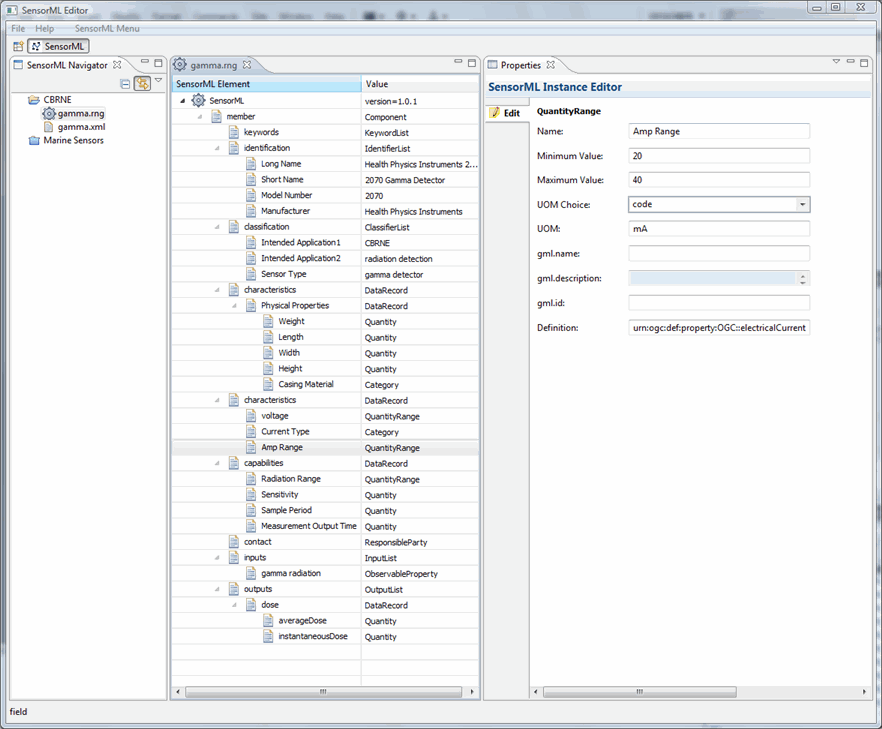 SensorML Editor
File Help SensorML Menu
SensorML
SensorML Navigator
CBRNE
gamma.rng
gamma.xml
Marine Sensors
gamma.rng
SensorML Element Value
SensorML version=1.0.1
member Component
keywords KeywordList
identification IdentifierList
Long Name Health Physics Instruments 2...
Short Name 2070 Gamma Detector
Model Number 2070
Manufacturer Health Physics Instruments
classification ClassifierList
Intended Application1 CBRNE
Intended Application2 radiation detection
Sensor Type gamma detector
characteristics DataRecord
Physical Properties DataRecord
Weight Quantity
Length Quantity
Width Quantity
Height Quantity
Casing Material Category
characteristics DataRecord
voltage QuantityRange
Current Type Category
Amp Range QuantityRange
capabilities DataRecord
Radiation Range QuantityRange
Sensitivity Quantity
Sample Period Quantity
Measurement Output Time Quantity
contact ResponsibleParty
inputs InputList
gamma radiation ObservableProperty
outputs OutputList
dose DataRecord
averageDose Quantity
instantaneousDose Quantity
Properties
SensorML Instance Editor
Edit
QuantityRange
Name: Amp Range
Minimum Value: 20
Maximum Value: 40
UOM Choice: code
UOM: mA
gml.name:
gml.description:
gml.id:
Definition: urn:ogc:def:property:OGC::electricalCurrent
field